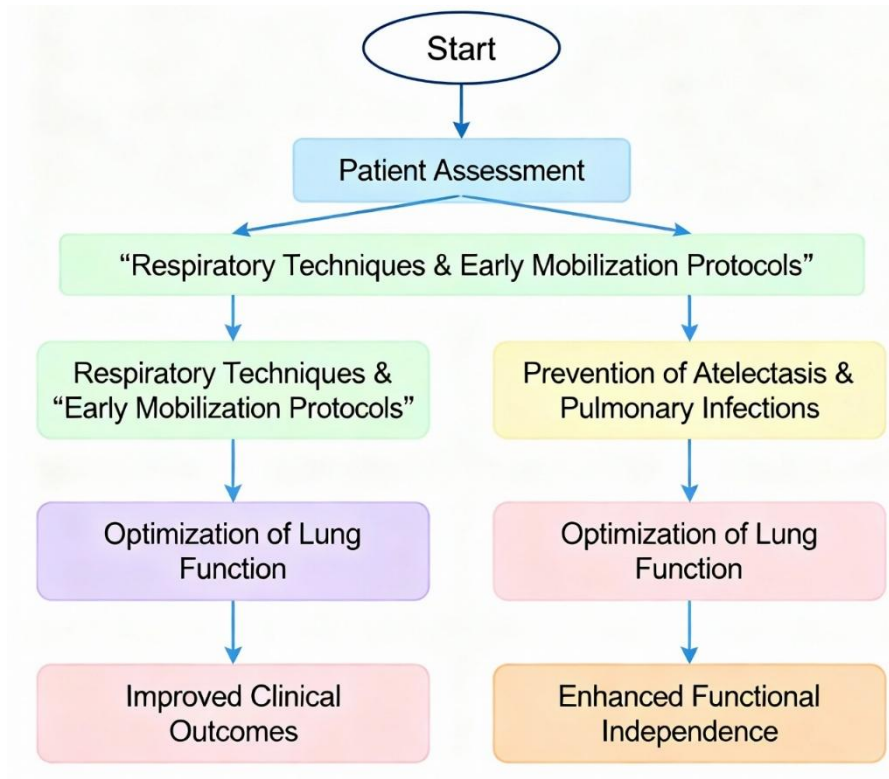 Start
Patient Assessment
“Respiratory Techniques & Early Mobilization Protocols”
Respiratory Techniques &
“Early Mobilization Protocols”
Prevention of Atelectasis &
Pulmonary Infections
Optimization of Lung
Function
Optimization of Lung
Function
Improved Clinical
Outcomes
Enhanced Functional
Independence